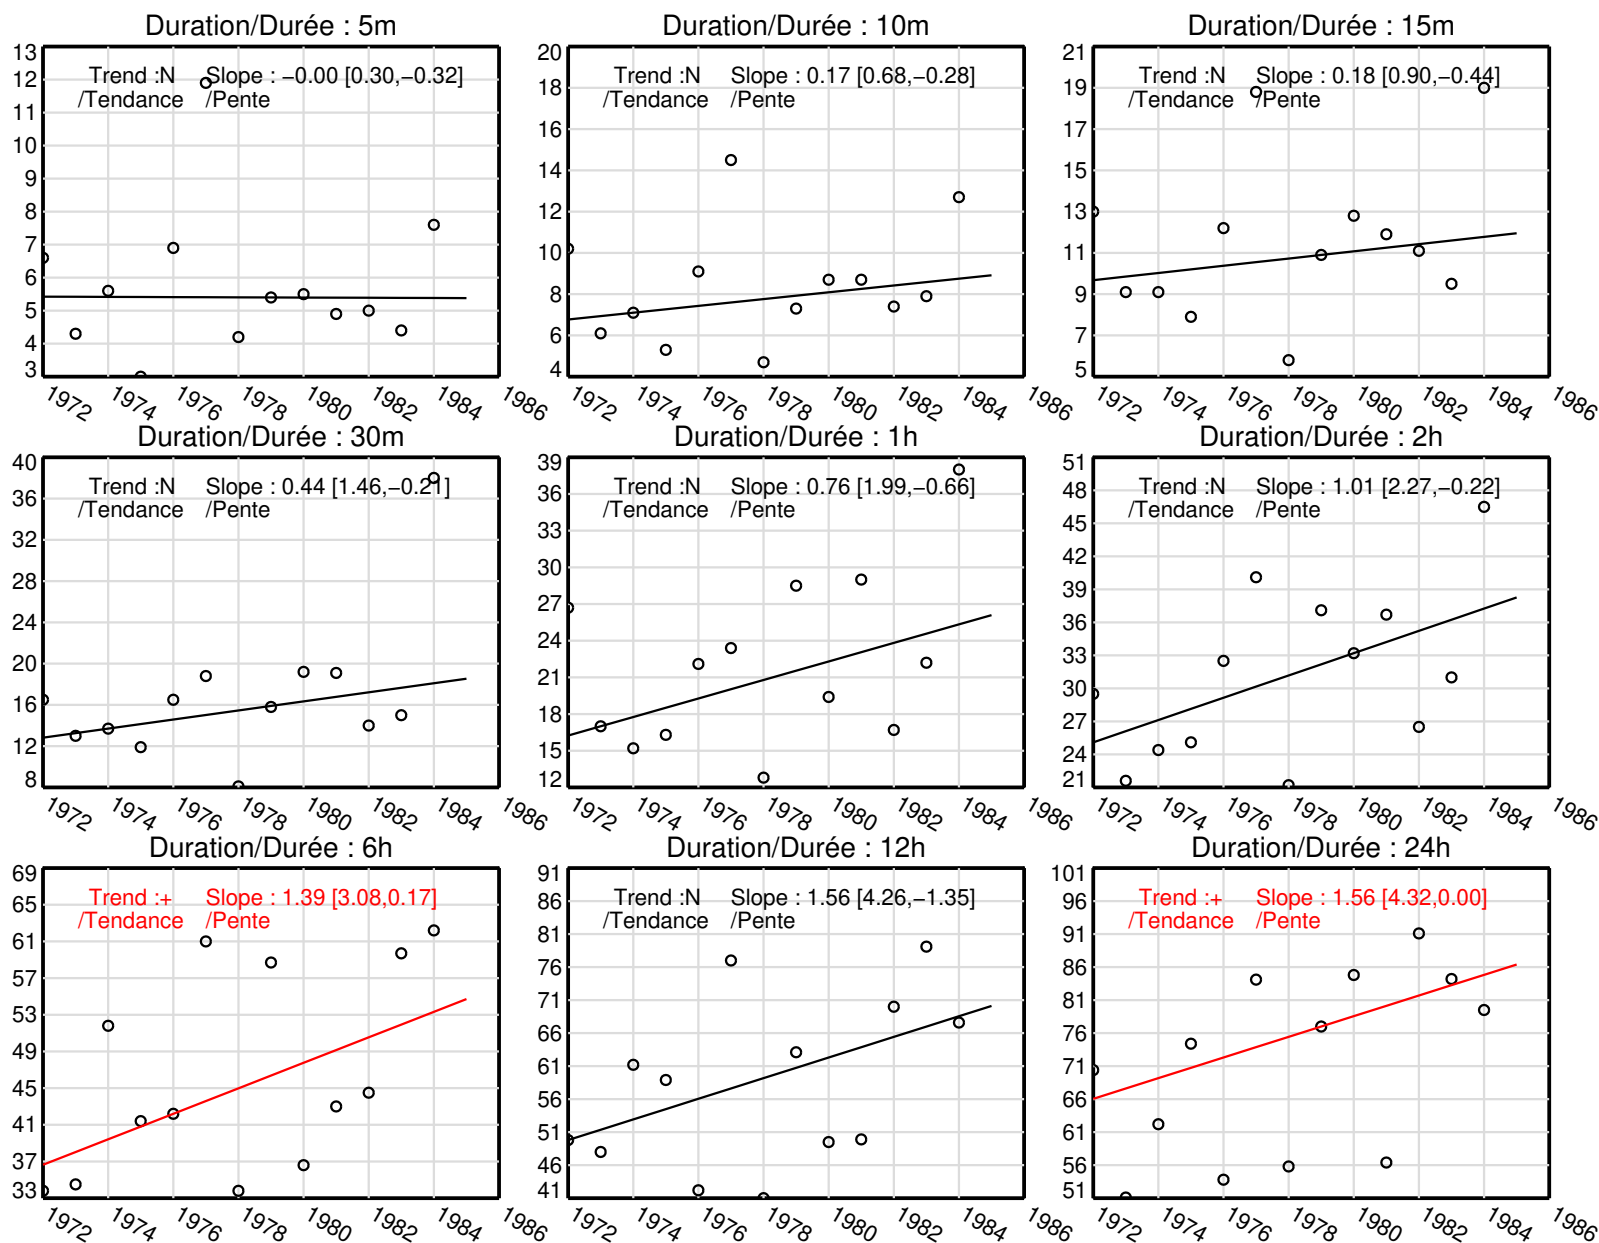 Duration/Durée : 5m
Trend :N Slope : −0.00 [0.30,−0.32]
/Tendance /Pente
13
12
11
10
9
8
7
6
5
4
3
1972 1974 1976 1978 1980 1982 1984 1986
Duration/Durée : 10m
Trend :N Slope : 0.17 [0.68,−0.28]
/Tendance /Pente
20
18
16
14
12
10
8
6
4
1972 1974 1976 1978 1980 1982 1984 1986
Duration/Durée : 15m
Trend :N Slope : 0.18 [0.90,−0.44]
/Tendance /Pente
21
19
17
15
13
11
9
7
5
1972 1974 1976 1978 1980 1982 1984 1986
Duration/Durée : 30m
Trend :N Slope : 0.44 [1.46,−0.21]
/Tendance /Pente
40
36
32
28
24
20
16
12
8
1972 1974 1976 1978 1980 1982 1984 1986
Duration/Durée : 1h
Trend :N Slope : 0.76 [1.99,−0.66]
/Tendance /Pente
39
36
33
30
27
24
21
18
15
12
1972 1974 1976 1978 1980 1982 1984 1986
Duration/Durée : 2h
Trend :N Slope : 1.01 [2.27,−0.22]
/Tendance /Pente
51
48
45
42
39
36
33
30
27
24
21
1972 1974 1976 1978 1980 1982 1984 1986
Duration/Durée : 6h
Trend :+ Slope : 1.39 [3.08,0.17]
/Tendance /Pente
69
65
61
57
53
49
45
41
37
33
1972 1974 1976 1978 1980 1982 1984 1986
Duration/Durée : 12h
Trend :N Slope : 1.56 [4.26,−1.35]
/Tendance /Pente
91
86
81
76
71
66
61
56
51
46
41
1972 1974 1976 1978 1980 1982 1984 1986
Duration/Durée : 24h
Trend :+ Slope : 1.56 [4.32,0.00]
/Tendance /Pente
101
96
91
86
81
76
71
66
61
56
51
1972 1974 1976 1978 1980 1982 1984 1986